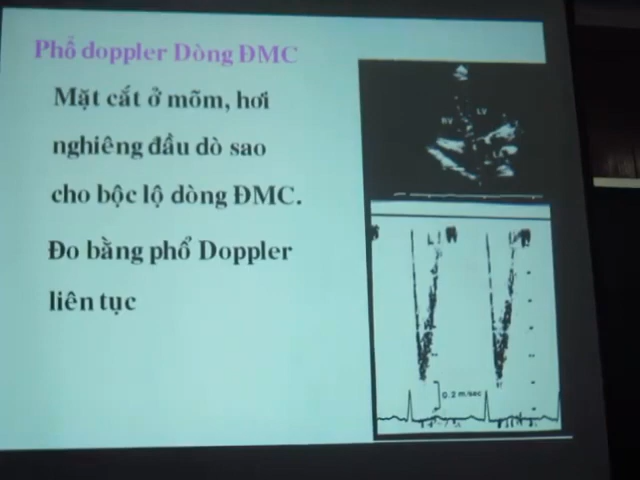 Phổ doppler Dòng ĐMC
Mặt cắt ở mõm, hơi
nghiêng đầu dò sao
cho bộc lộ dòng ĐMC.
Đo bằng phổ Doppler
liên tục
RV
LV
0.2 m/sec